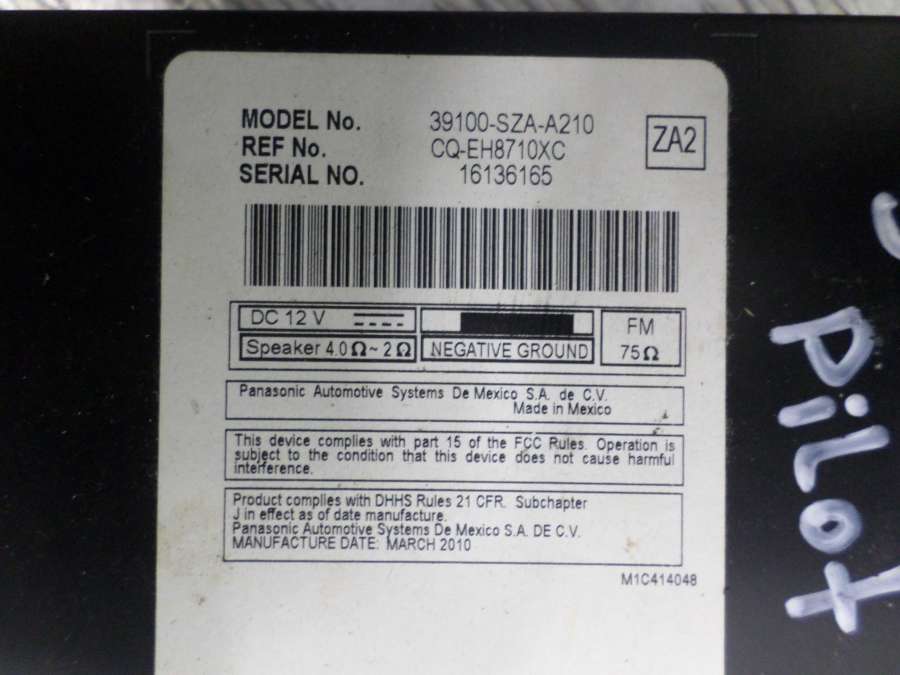 MODEL No. 39100-SZA-A210
REF No. CQ-EH8710XC
SERIAL NO. 16136165
ZA2
DC 12 V
Speaker 4.0 Ω ~ 2 Ω
NEGATIVE GROUND
FM
75Ω
Panasonic Automotive Systems De Mexico S.A. de C.V.
Made in Mexico
This device complies with part 15 of the FCC Rules. Operation is
subject to the condition that this device does not cause harmful
interference.
Product complies with DHHS Rules 21 CFR. Subchapter
J in effect as of date manufacture.
Panasonic Automotive Systems De Mexico S.A. DE C.V.
MANUFACTURE DATE: MARCH 2010
M1C414048
PiLot